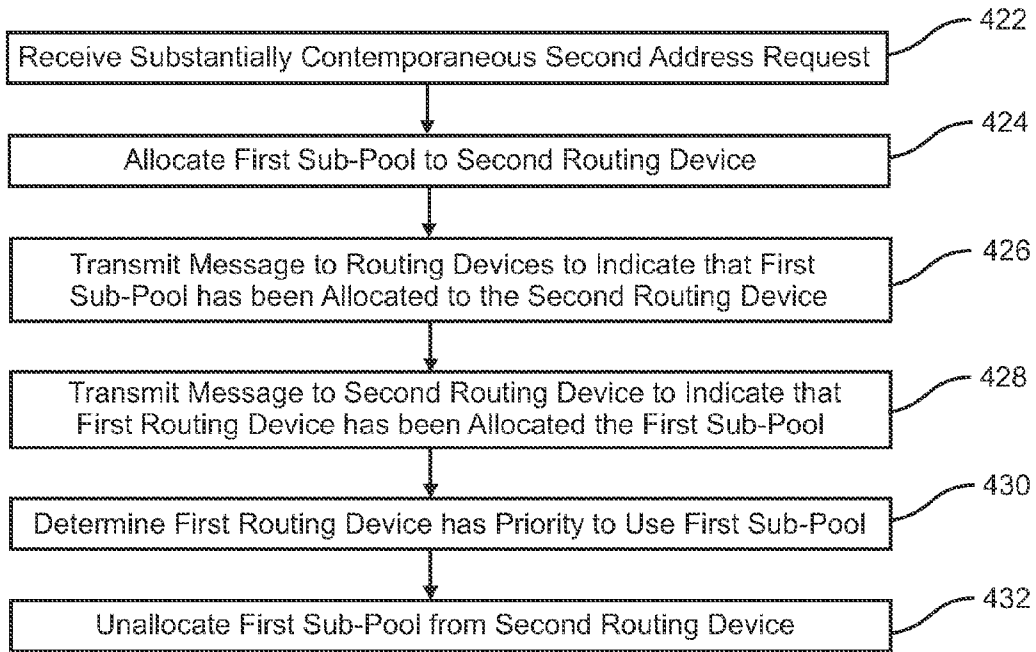 422
Receive Substantially Contemporaneous Second Address Request
424
Allocate First Sub-Pool to Second Routing Device
426
Transmit Message to Routing Devices to Indicate that First
Sub-Pool has been Allocated to the Second Routing Device
428
Transmit Message to Second Routing Device to Indicate that
First Routing Device has been Allocated the First Sub-Pool
430
Determine First Routing Device has Priority to Use First Sub-Pool
432
Unallocate First Sub-Pool from Second Routing Device